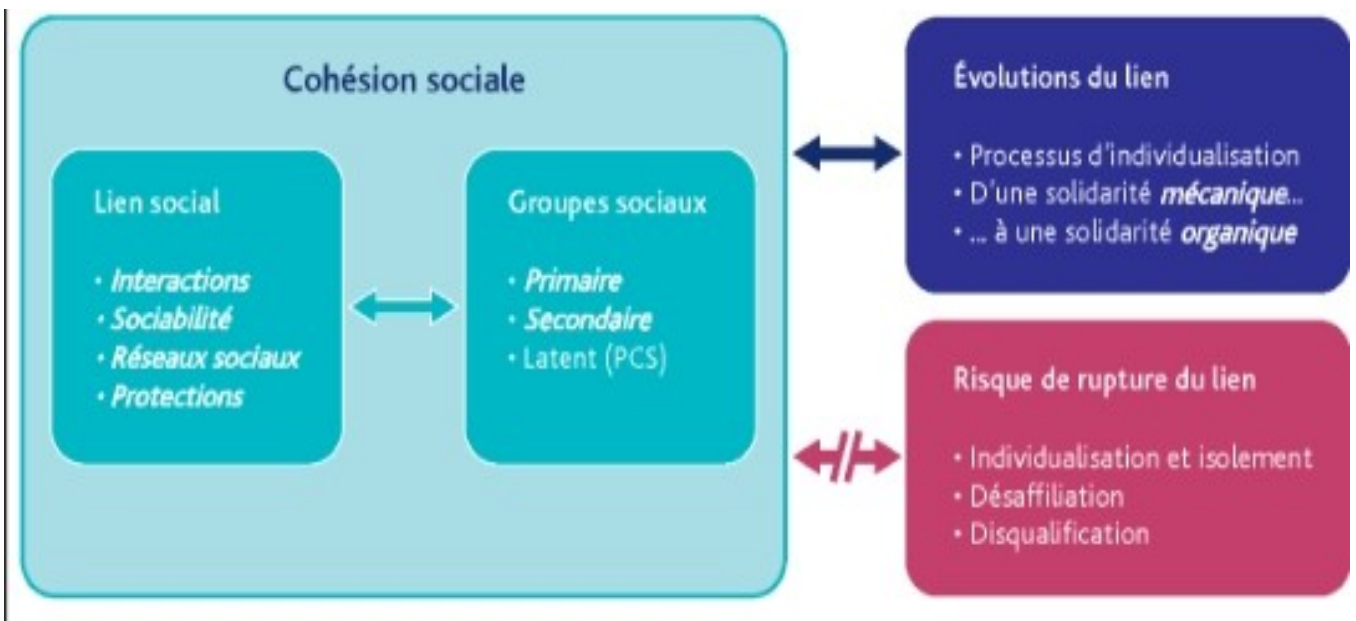 Cohésion sociale
Lien social
• Interactions
• Sociabilité
• Réseaux sociaux
• Protections
Groupes sociaux
• Primaire
• Secondaire
• Latent (PCS)
Évolutions du lien
• Processus d'individualisation
• D'une solidarité mécanique...
• ... à une solidarité organique
Risque de rupture du lien
• Individualisation et isolement
• Désaffiliation
• Disqualification